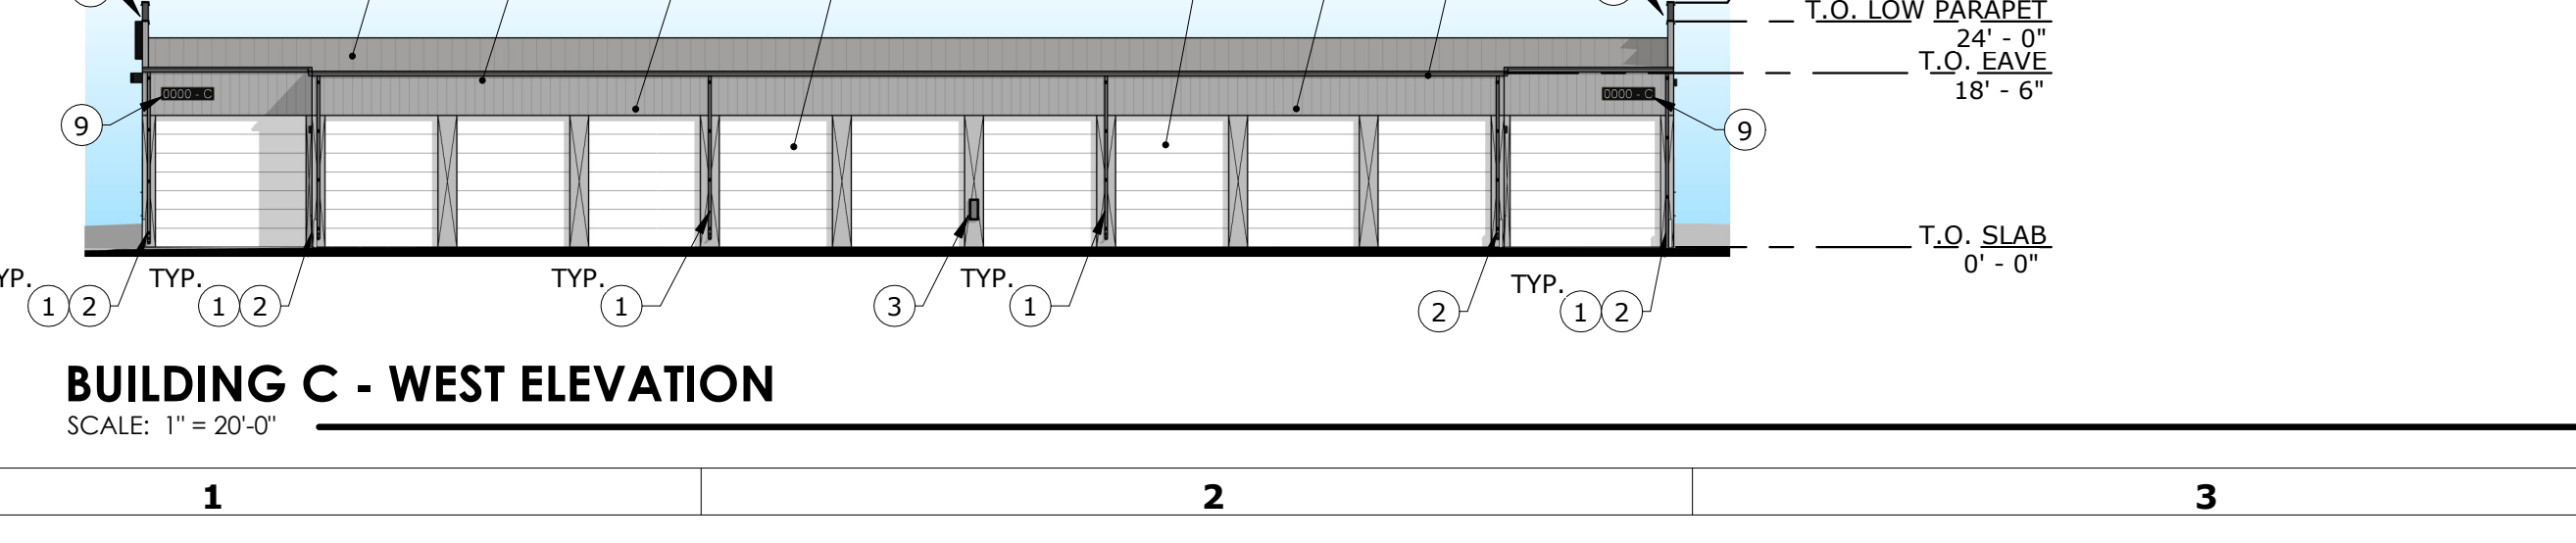 T.O. LOW PARAPET
24' - 0"
T.O. EAVE
18' - 6"
0000 - C
0000 - C
9
9
T.O. SLAB
0' - 0"
YP.
TYP.
TYP.
TYP.
TYP.
1 2
1 2
1
3
1
2
1 2
BUILDING C - WEST ELEVATION
SCALE: 1" = 20'-0"
1
2
3